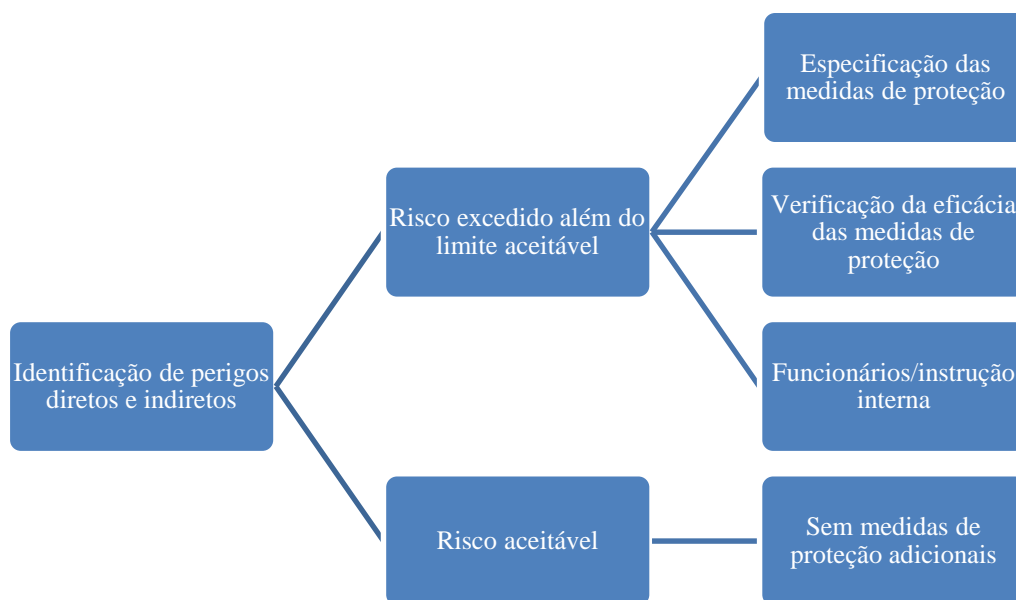 Identificação de perigos
diretos e indiretos
Risco excedido além do
limite aceitável
Especificação das
medidas de proteção
Verificação da eficácia
das medidas de
proteção
Funcionários/instrução
interna
Risco aceitável
Sem medidas de
proteção adicionais